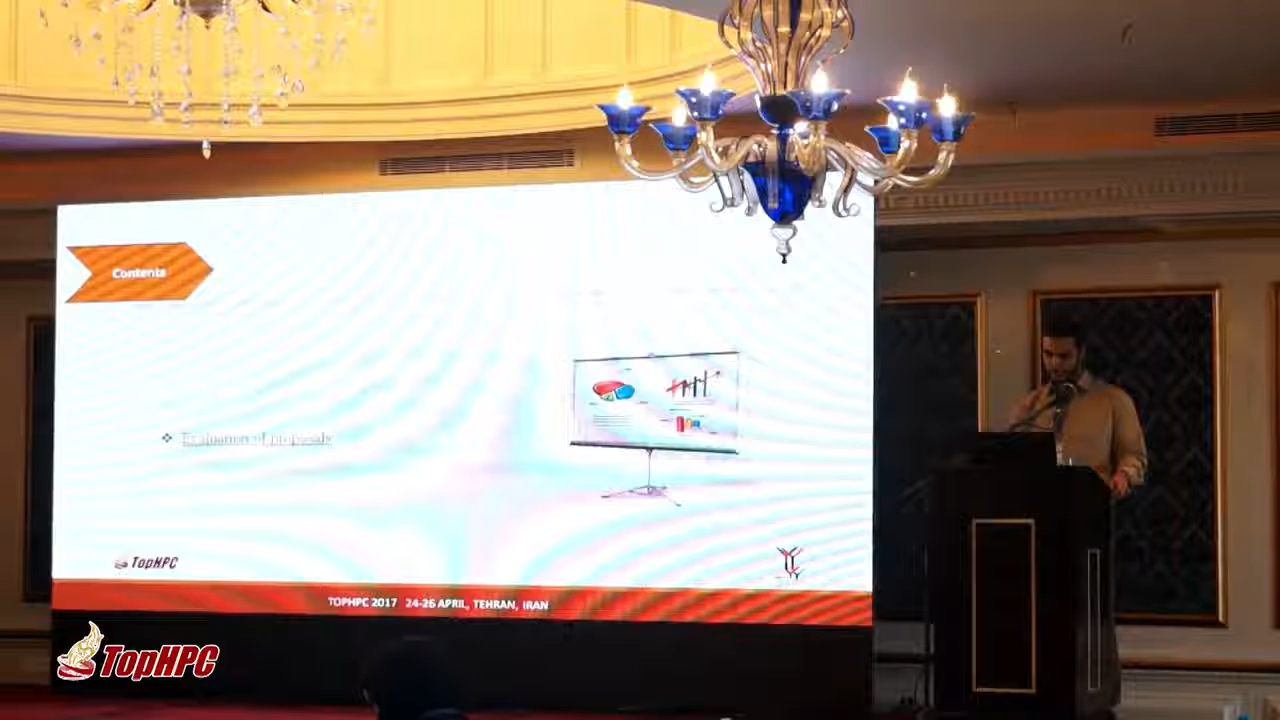 Contents
❖ Evaluation of proposals
TopHPC
TOPHPC 2017 24-26 APRIL, TEHRAN, IRAN
TopHPC